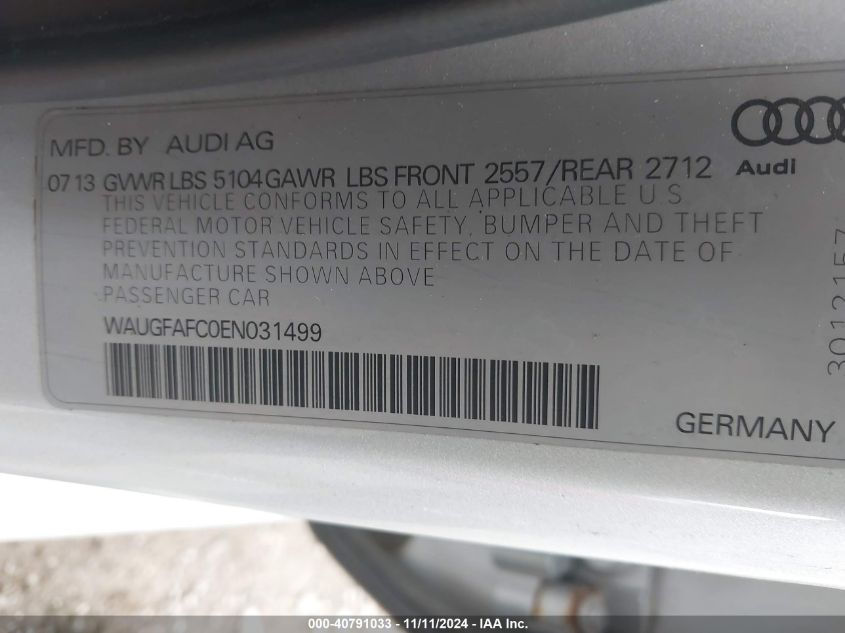 MFD. BY AUDI AG
Audi
07 13 GVWR LBS 5104 GAWR LBS FRONT 2557/REAR 2712
THIS VEHICLE CONFORMS TO ALL APPLICABLE U.S.
FEDERAL MOTOR VEHICLE SAFETY, BUMPER AND THEFT
PREVENTION STANDARDS IN EFFECT ON THE DATE OF
MANUFACTURE SHOWN ABOVE
PASSENGER CAR
WAUGFAFC0EN031499
3012157
GERMANY
000-40791033 - 11/11/2024 - IAA Inc.